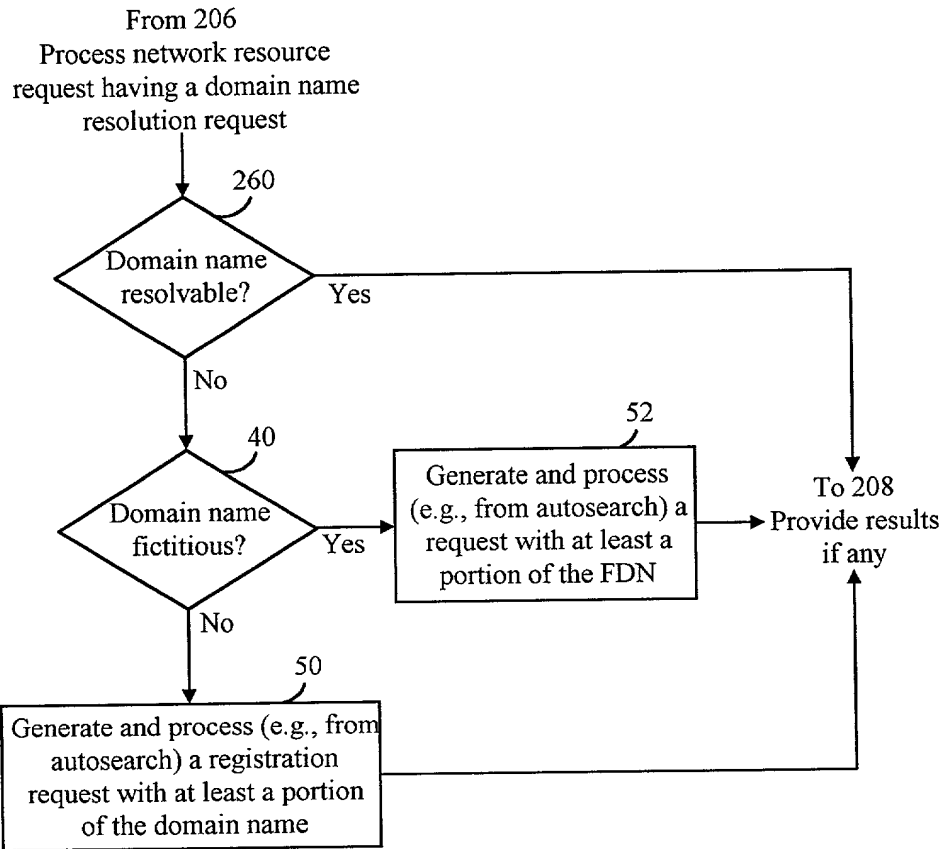 From 206
Process network resource
request having a domain name
resolution request
260
Domain name
resolvable?
Yes
No
40
Domain name
fictitious?
Yes
No
52
Generate and process
(e.g., from autosearch) a
request with at least a
portion of the FDN
To 208
Provide results
if any
50
Generate and process (e.g., from
autosearch) a registration
request with at least a portion
of the domain name